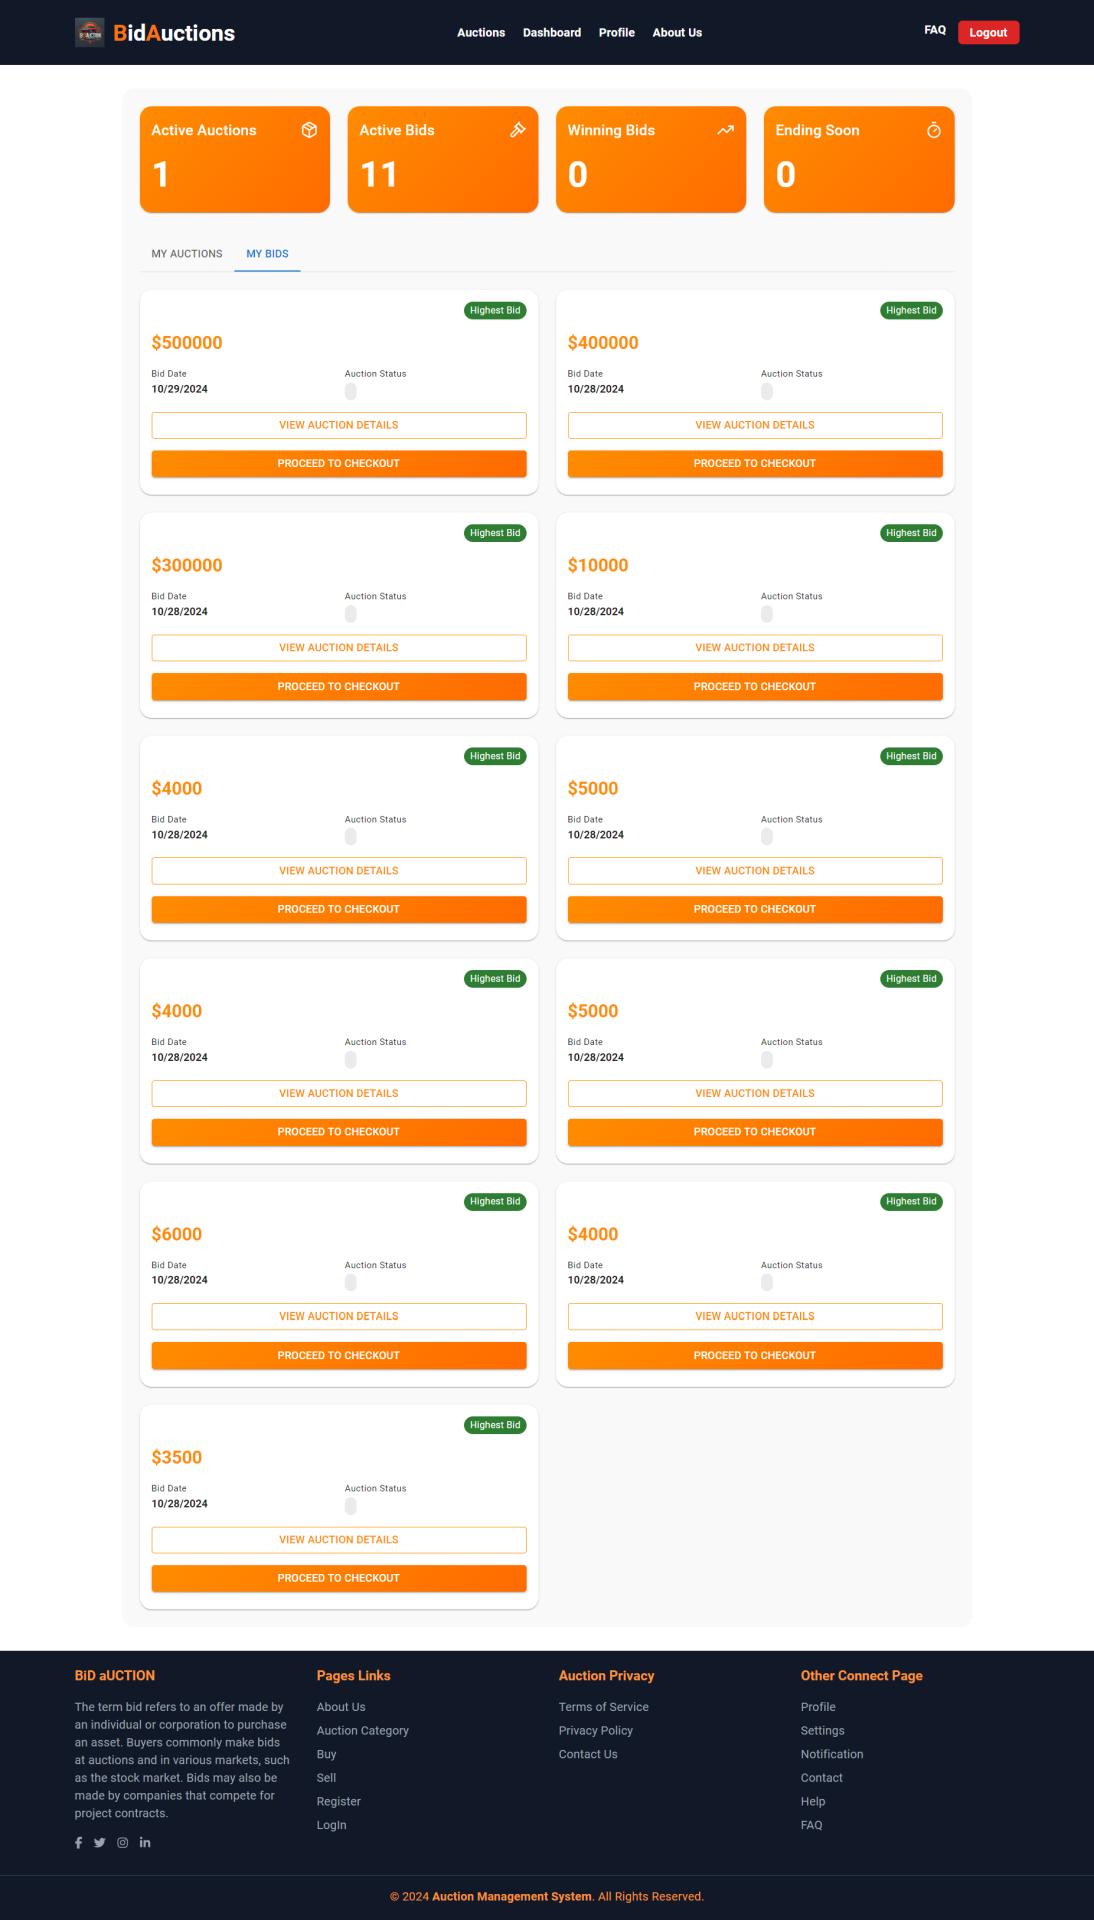 BidAuctions
Auctions Dashboard Profile About Us
FAQ Logout
Active Auctions
1
Active Bids
11
Winning Bids
0
Ending Soon
0
MY AUCTIONS MY BIDS
Highest Bid
$500000
Bid Date Auction Status
10/29/2024
VIEW AUCTION DETAILS
PROCEED TO CHECKOUT
Highest Bid
$400000
Bid Date Auction Status
10/28/2024
VIEW AUCTION DETAILS
PROCEED TO CHECKOUT
Highest Bid
$300000
Bid Date Auction Status
10/28/2024
VIEW AUCTION DETAILS
PROCEED TO CHECKOUT
Highest Bid
$10000
Bid Date Auction Status
10/28/2024
VIEW AUCTION DETAILS
PROCEED TO CHECKOUT
Highest Bid
$4000
Bid Date Auction Status
10/28/2024
VIEW AUCTION DETAILS
PROCEED TO CHECKOUT
Highest Bid
$5000
Bid Date Auction Status
10/28/2024
VIEW AUCTION DETAILS
PROCEED TO CHECKOUT
Highest Bid
$4000
Bid Date Auction Status
10/28/2024
VIEW AUCTION DETAILS
PROCEED TO CHECKOUT
Highest Bid
$5000
Bid Date Auction Status
10/28/2024
VIEW AUCTION DETAILS
PROCEED TO CHECKOUT
Highest Bid
$6000
Bid Date Auction Status
10/28/2024
VIEW AUCTION DETAILS
PROCEED TO CHECKOUT
Highest Bid
$4000
Bid Date Auction Status
10/28/2024
VIEW AUCTION DETAILS
PROCEED TO CHECKOUT
Highest Bid
$3500
Bid Date Auction Status
10/28/2024
VIEW AUCTION DETAILS
PROCEED TO CHECKOUT
BiD aUCTION
The term bid refers to an offer made by
an individual or corporation to purchase
an asset. Buyers commonly make bids
at auctions and in various markets, such
as the stock market. Bids may also be
made by companies that compete for
project contracts.
Pages Links
About Us
Auction Category
Buy
Sell
Register
LogIn
Auction Privacy
Terms of Service
Privacy Policy
Contact Us
Other Connect Page
Profile
Settings
Notification
Contact
Help
FAQ
© 2024 Auction Management System. All Rights Reserved.